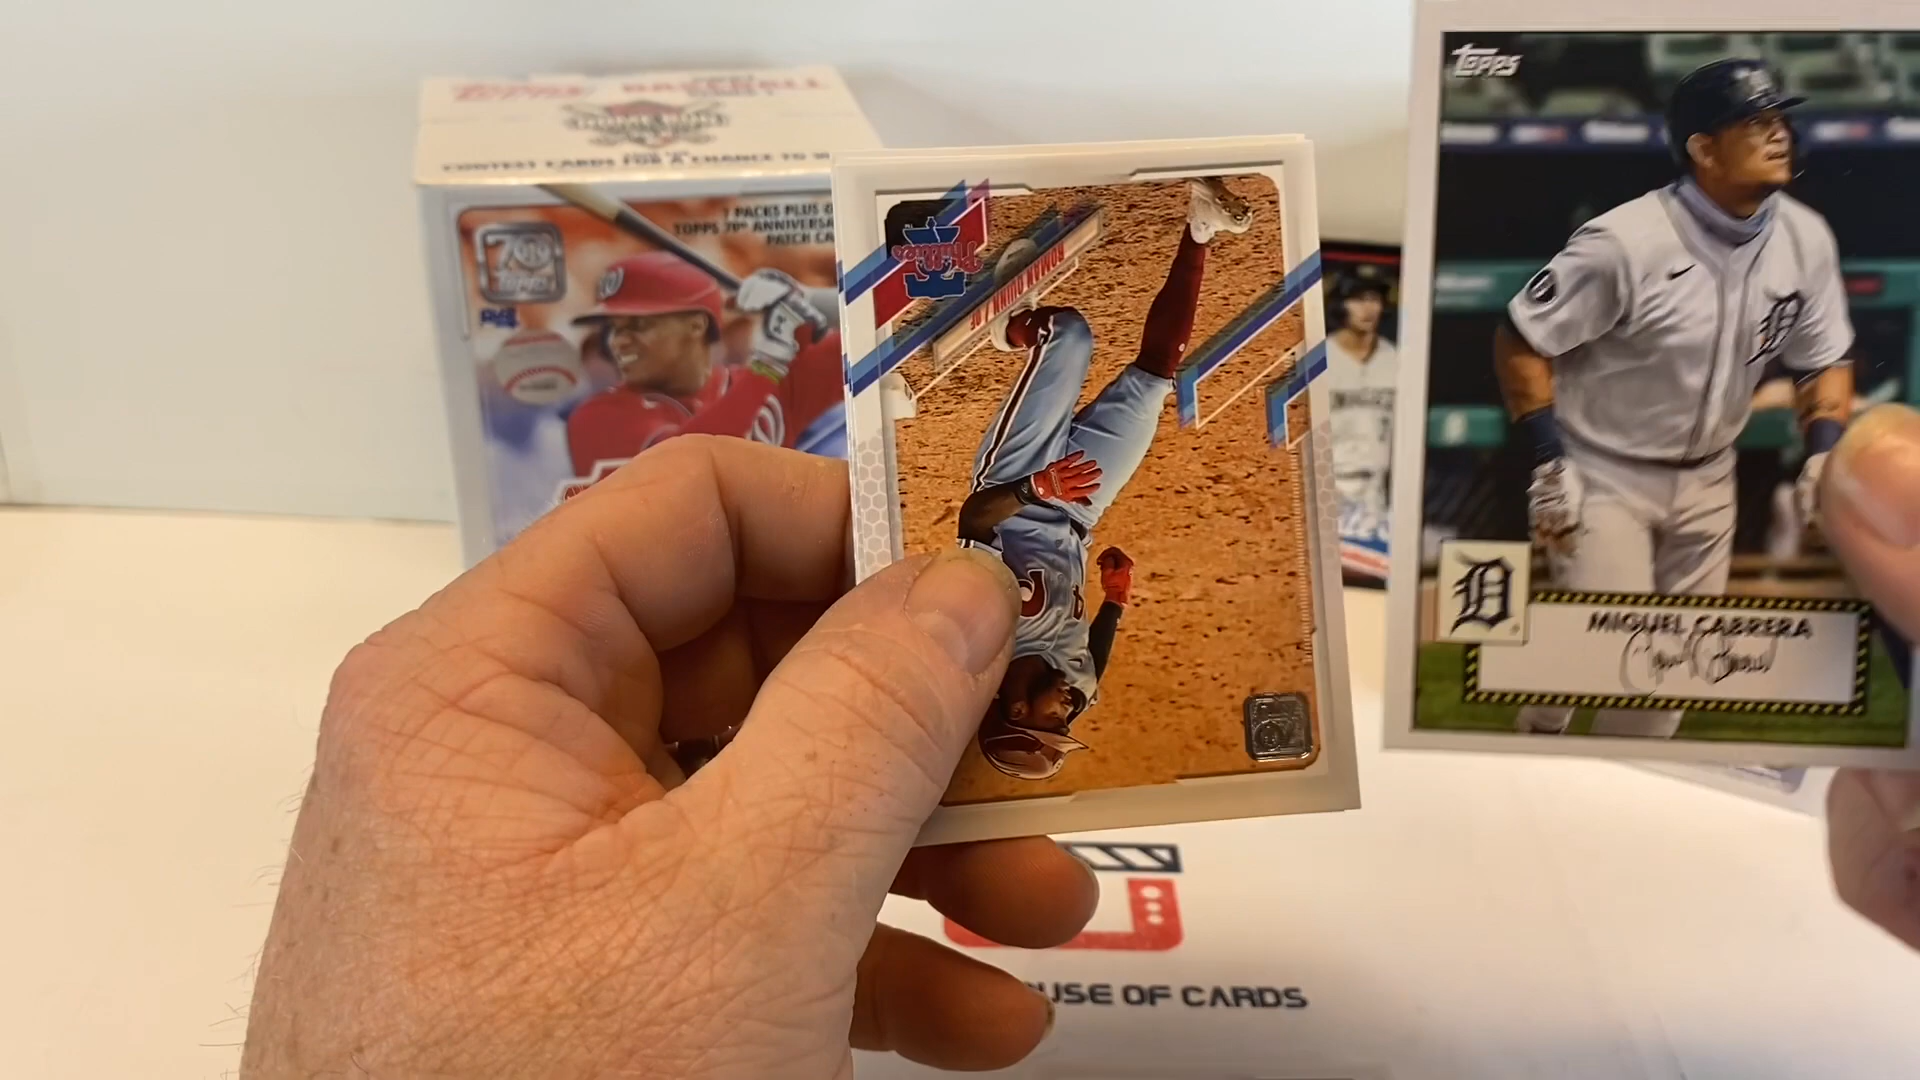 BASEBALL
CONTEST CARDS FOR A CHANCE TO W
7 PACKS PLUS
TOPPS 70TH ANNIVERSA
PATCH CA
70
Topps
Phillies
ROMAN QUINN / OF
Topps
D
MIGUEL CABRERA
USE OF CARDS